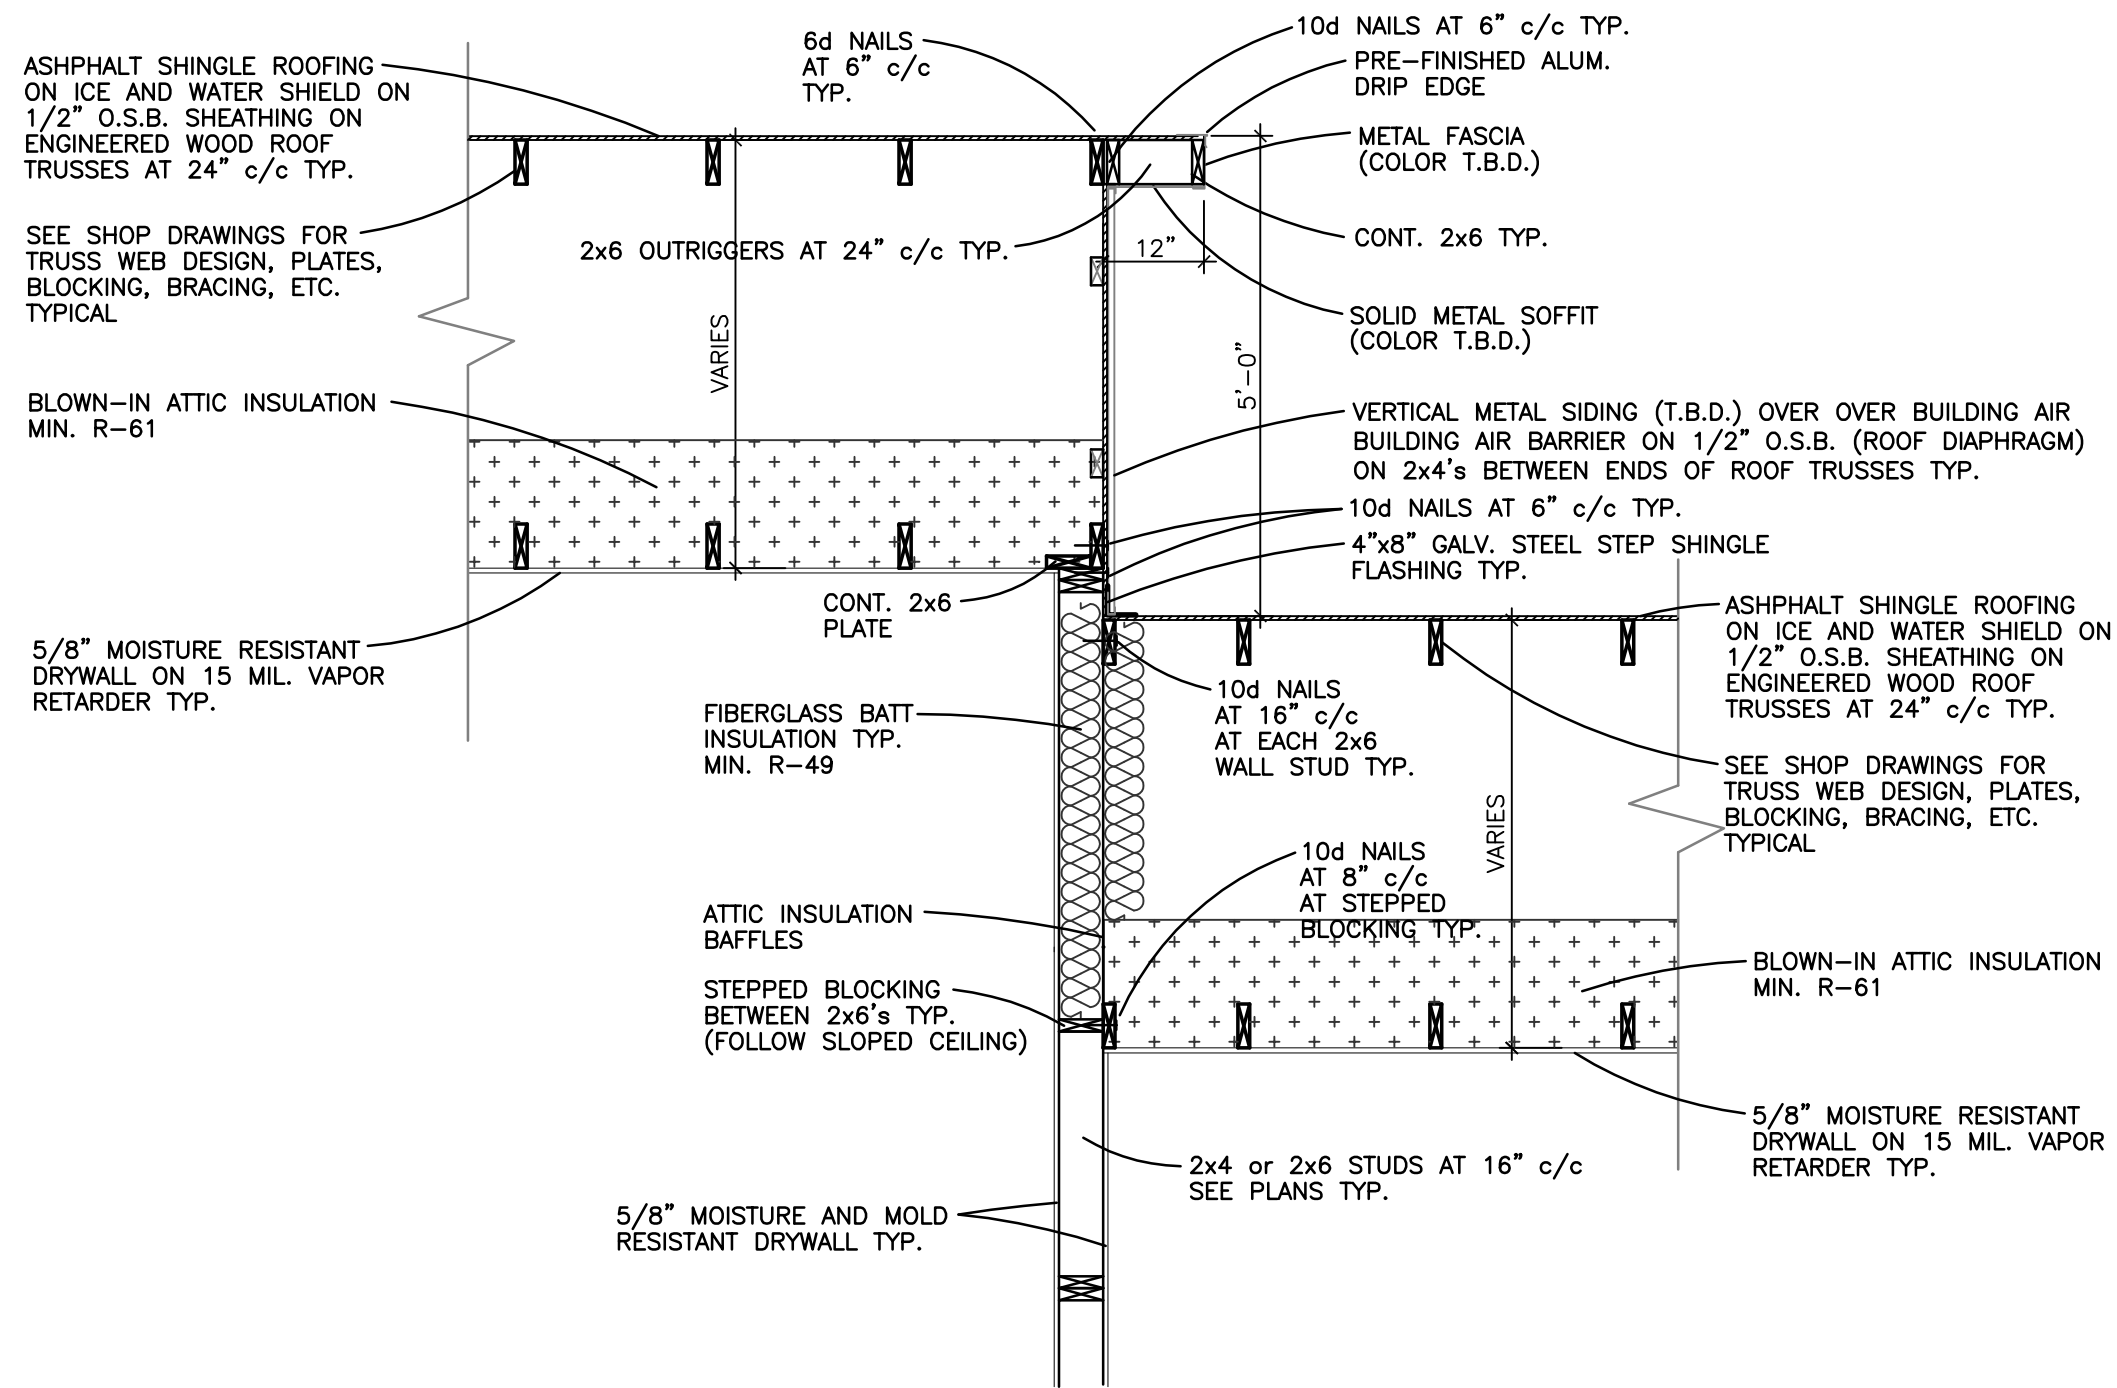 ASHPHALT SHINGLE ROOFING
ON ICE AND WATER SHIELD ON
1/2” O.S.B. SHEATHING ON
ENGINEERED WOOD ROOF
TRUSSES AT 24” c/c TYP.
SEE SHOP DRAWINGS FOR
TRUSS WEB DESIGN, PLATES,
BLOCKING, BRACING, ETC.
TYPICAL
BLOWN-IN ATTIC INSULATION
MIN. R-61
5/8” MOISTURE RESISTANT
DRYWALL ON 15 MIL. VAPOR
RETARDER TYP.
6d NAILS
AT 6” c/c
TYP.
2x6 OUTRIGGERS AT 24” c/c TYP.
VARIES
12”
5’-0”
10d NAILS AT 6” c/c TYP.
PRE-FINISHED ALUM.
DRIP EDGE
METAL FASCIA
(COLOR T.B.D.)
CONT. 2x6 TYP.
SOLID METAL SOFFIT
(COLOR T.B.D.)
VERTICAL METAL SIDING (T.B.D.) OVER OVER BUILDING AIR
BUILDING AIR BARRIER ON 1/2” O.S.B. (ROOF DIAPHRAGM)
ON 2x4’s BETWEEN ENDS OF ROOF TRUSSES TYP.
10d NAILS AT 6” c/c TYP.
4”x8” GALV. STEEL STEP SHINGLE
FLASHING TYP.
CONT. 2x6
PLATE
FIBERGLASS BATT
INSULATION TYP.
MIN. R-49
ATTIC INSULATION
BAFFLES
STEPPED BLOCKING
BETWEEN 2x6’s TYP.
(FOLLOW SLOPED CEILING)
5/8” MOISTURE AND MOLD
RESISTANT DRYWALL TYP.
10d NAILS
AT 16” c/c
AT EACH 2x6
WALL STUD TYP.
10d NAILS
AT 8” c/c
AT STEPPED
BLOCKING TYP.
VARIES
2x4 or 2x6 STUDS AT 16” c/c
SEE PLANS TYP.
ASHPHALT SHINGLE ROOFING
ON ICE AND WATER SHIELD ON
1/2” O.S.B. SHEATHING ON
ENGINEERED WOOD ROOF
TRUSSES AT 24” c/c TYP.
SEE SHOP DRAWINGS FOR
TRUSS WEB DESIGN, PLATES,
BLOCKING, BRACING, ETC.
TYPICAL
BLOWN-IN ATTIC INSULATION
MIN. R-61
5/8” MOISTURE RESISTANT
DRYWALL ON 15 MIL. VAPOR
RETARDER TYP.